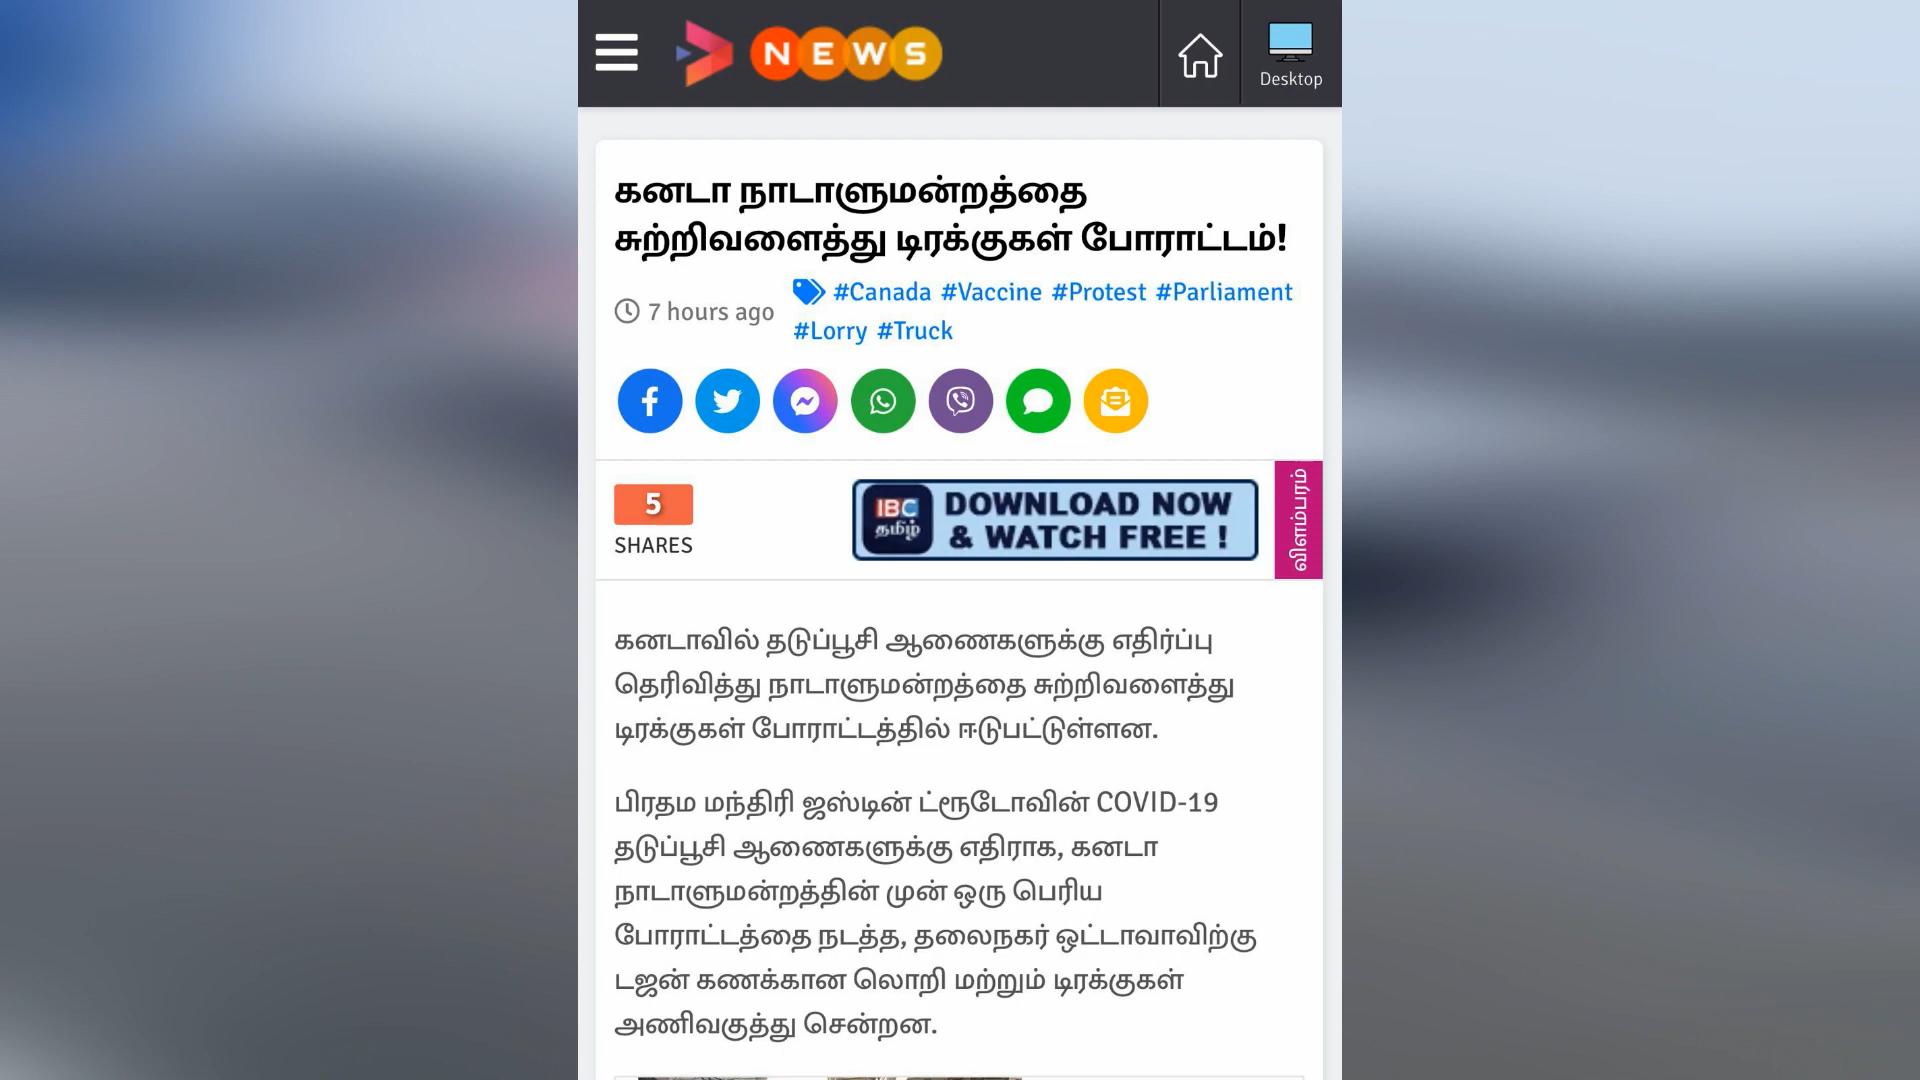 NEWS
Desktop
கனடா நாடாளுமன்றத்தை
சுற்றிவளைத்து டிரக்குகள் போராட்டம்!
7 hours ago
#Canada #Vaccine #Protest #Parliament
#Lorry #Truck
5
SHARES
IBC
தமிழ்
DOWNLOAD NOW
& WATCH FREE !
விளம்பரம்
கனடாவில் தடுப்பூசி ஆணைகளுக்கு எதிர்ப்பு
தெரிவித்து நாடாளுமன்றத்தை சுற்றிவளைத்து
டிரக்குகள் போராட்டத்தில் ஈடுபட்டுள்ளன.
பிரதம மந்திரி ஜஸ்டின் ட்ரூடோவின் COVID-19
தடுப்பூசி ஆணைகளுக்கு எதிராக, கனடா
நாடாளுமன்றத்தின் முன் ஒரு பெரிய
போராட்டத்தை நடத்த, தலைநகர் ஒட்டாவாவிற்கு
டஜன் கணக்கான லொறி மற்றும் டிரக்குகள்
அணிவகுத்து சென்றன.